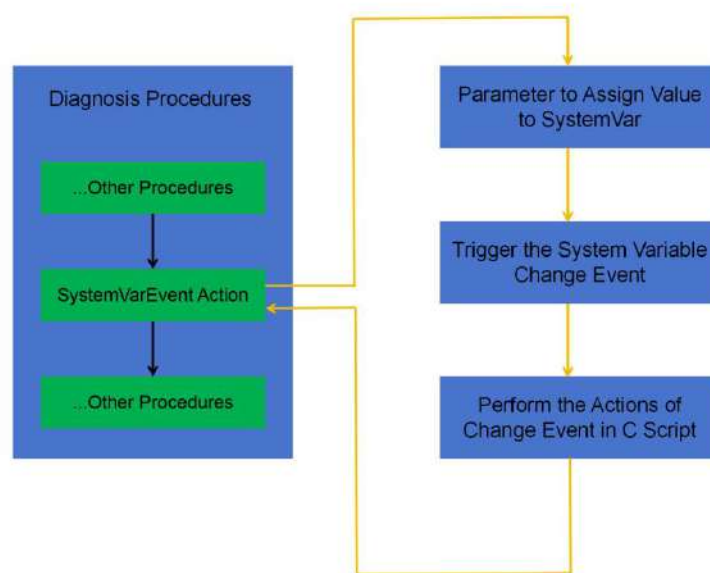 Diagnosis Procedures
...Other Procedures
SystemVarEvent Action
...Other Procedures
Parameter to Assign Value
to SystemVar
Trigger the System Variable
Change Event
Perform the Actions of
Change Event in C Script